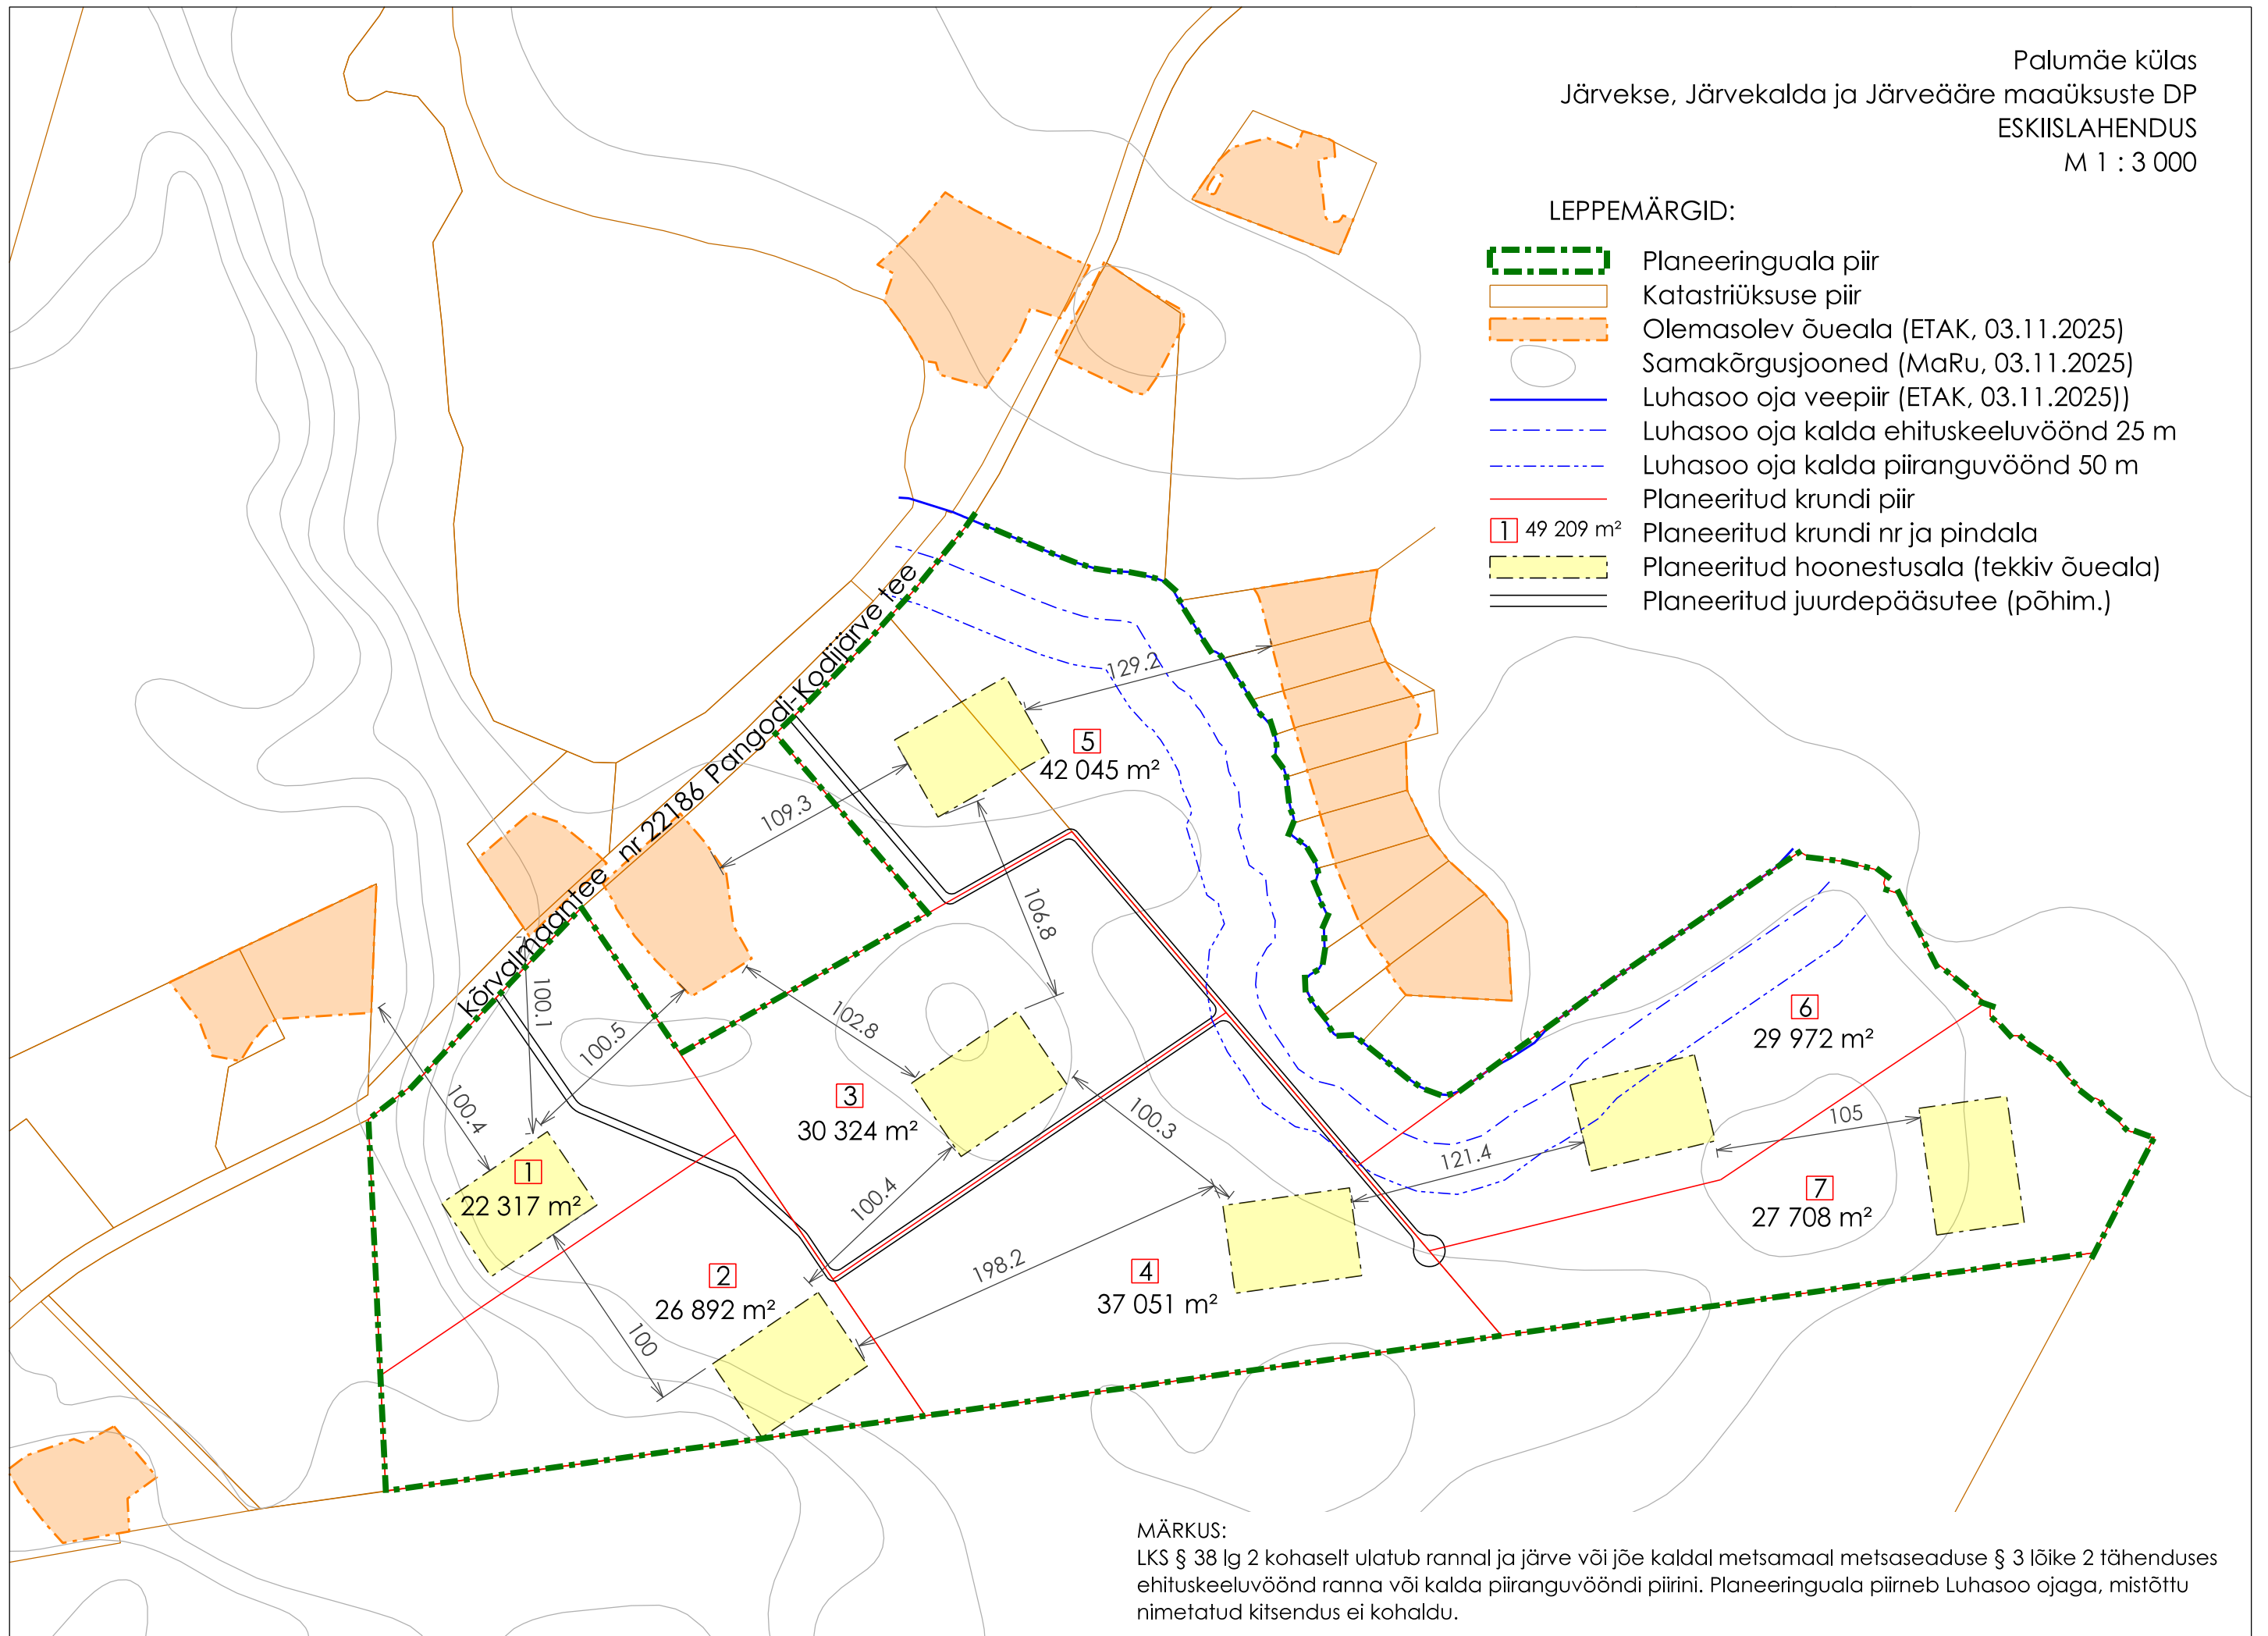 Palumäe külas
Järvekse, Järvekalda ja Järveääre maaüksuste DP
ESKIISLAHENDUS
M 1 : 3 000
LEPPEMÄRGID:
Planeeringuala piir
Katastriüksuse piir
Olemasolev õueala (ETAK, 03.11.2025)
Samakõrgusjooned (MaRu, 03.11.2025)
Luhasoo oja veepiir (ETAK, 03.11.2025))
Luhasoo oja kalda ehituskeeluvöönd 25 m
Luhasoo oja kalda piiranguvöönd 50 m
Planeeritud krundi piir
1 49 209 m² Planeeritud krundi nr ja pindala
Planeeritud hoonestusala (tekkiv õueala)
Planeeritud juurdepääsutee (põhim.)
kõrvalmaantee nr 22186 Pangodi-Kodijärve tee
129.2
5
42 045 m²
109.3
106.8
100.1
100.5
102.8
100.4
6
29 972 m²
3
30 324 m²
100.3
105
121.4
1
22 317 m²
100.4
7
27 708 m²
198.2
2
26 892 m²
4
37 051 m²
100
MÄRKUS:
LKS § 38 lg 2 kohaselt ulatub rannal ja järve või jõe kaldal metsamaal metsaseaduse § 3 lõike 2 tähenduses
ehituskeeluvöönd ranna või kalda piiranguvööndi piirini. Planeeringuala piirneb Luhasoo ojaga, mistõttu
nimetatud kitsendus ei kohaldu.